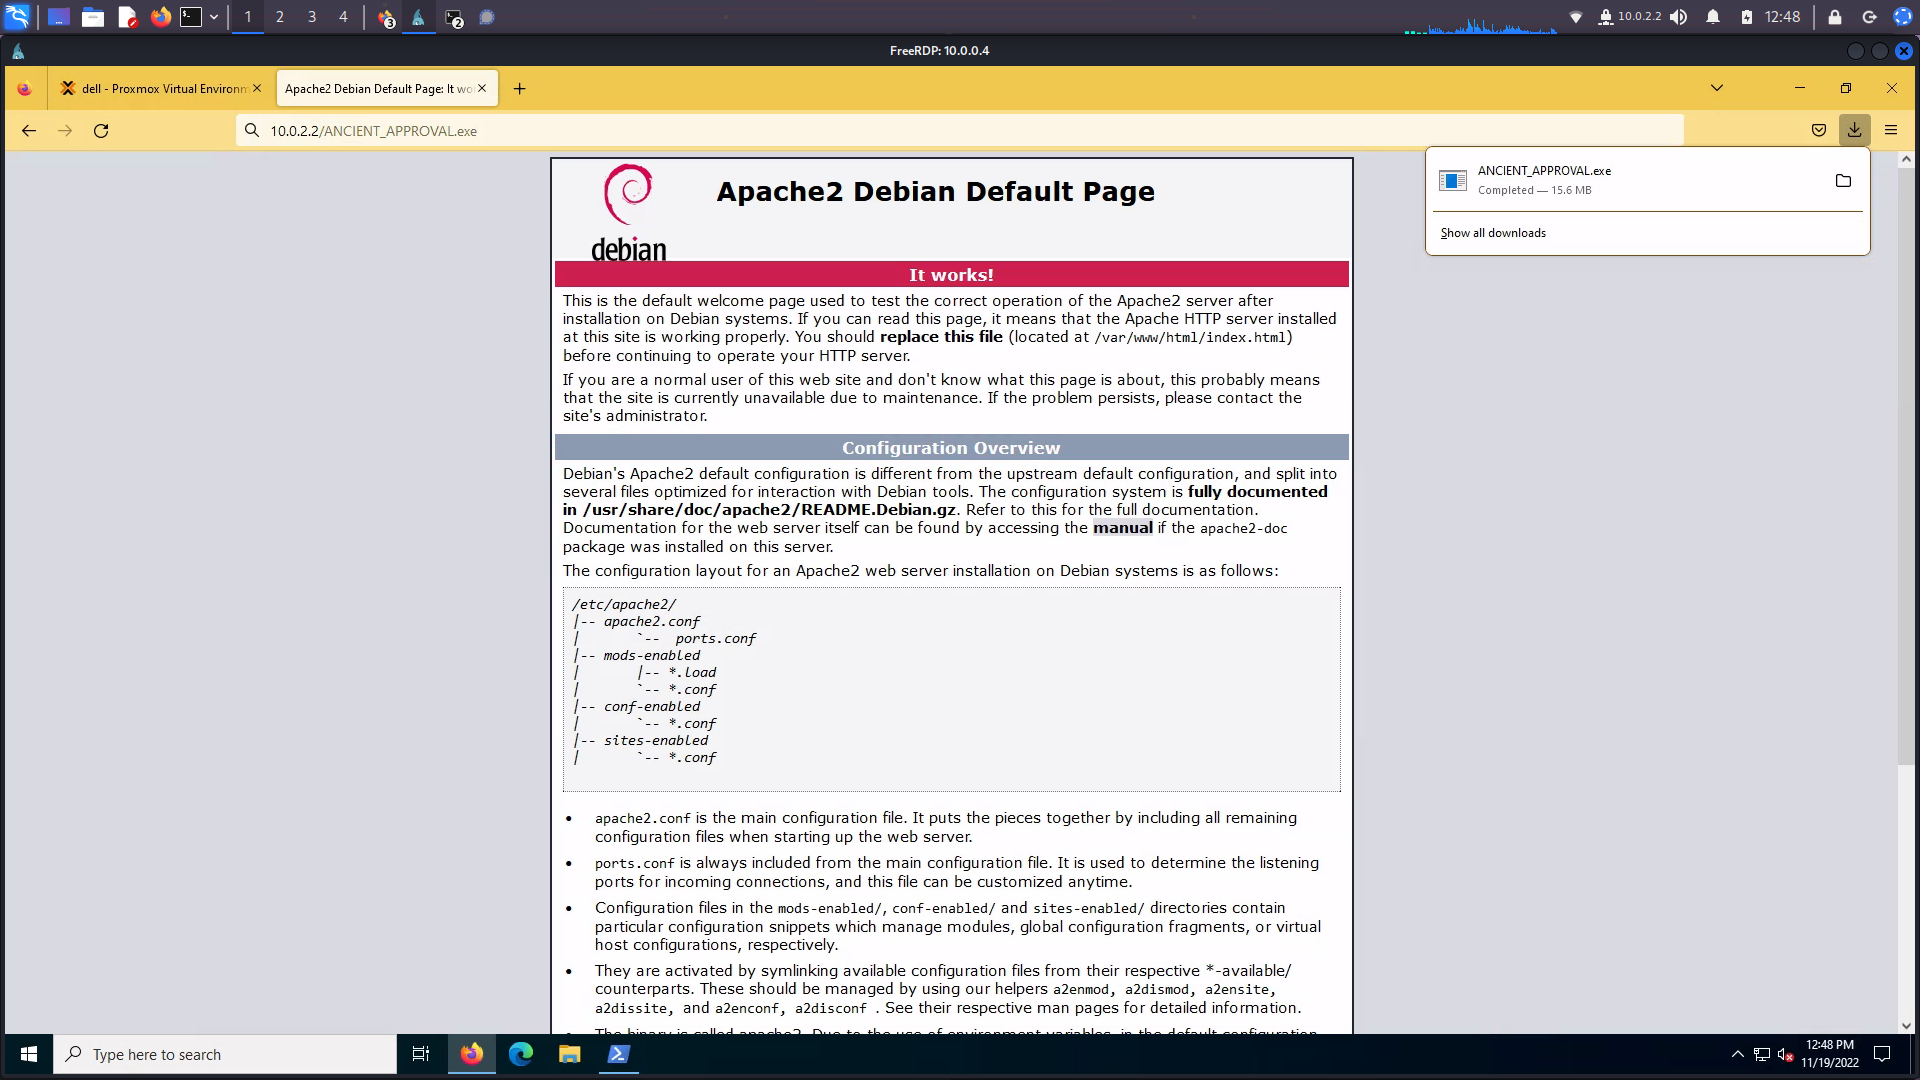 1 2 3 4 3 2 10.0.2.2 12:48
FreeRDP: 10.0.0.4
dell - Proxmox Virtual Environm Apache2 Debian Default Page: It wo
10.0.2.2/ANCIENT_APPROVAL.exe
ANCIENT_APPROVAL.exe
Completed — 15.6 MB
Show all downloads
debian
Apache2 Debian Default Page
It works!
This is the default welcome page used to test the correct operation of the Apache2 server after
installation on Debian systems. If you can read this page, it means that the Apache HTTP server installed
at this site is working properly. You should replace this file (located at /var/www/html/index.html)
before continuing to operate your HTTP server.
If you are a normal user of this web site and don't know what this page is about, this probably means
that the site is currently unavailable due to maintenance. If the problem persists, please contact the
site's administrator.
Configuration Overview
Debian's Apache2 default configuration is different from the upstream default configuration, and split into
several files optimized for interaction with Debian tools. The configuration system is fully documented
in /usr/share/doc/apache2/README.Debian.gz. Refer to this for the full documentation.
Documentation for the web server itself can be found by accessing the manual if the apache2-doc
package was installed on this server.
The configuration layout for an Apache2 web server installation on Debian systems is as follows:
/etc/apache2/
|-- apache2.conf
|       `--  ports.conf
|-- mods-enabled
|       |-- *.load
|       `-- *.conf
|-- conf-enabled
|       `-- *.conf
|-- sites-enabled
|       `-- *.conf
• apache2.conf is the main configuration file. It puts the pieces together by including all remaining
configuration files when starting up the web server.
• ports.conf is always included from the main configuration file. It is used to determine the listening
ports for incoming connections, and this file can be customized anytime.
• Configuration files in the mods-enabled/, conf-enabled/ and sites-enabled/ directories contain
particular configuration snippets which manage modules, global configuration fragments, or virtual
host configurations, respectively.
• They are activated by symlinking available configuration files from their respective *-available/
counterparts. These should be managed by using our helpers a2enmod, a2dismod, a2ensite,
a2dissite, and a2enconf, a2disconf . See their respective man pages for detailed information.
• The binary is called apache2. Due to the use of environment variables, in the default configuration,
Type here to search
12:48 PM
11/19/2022